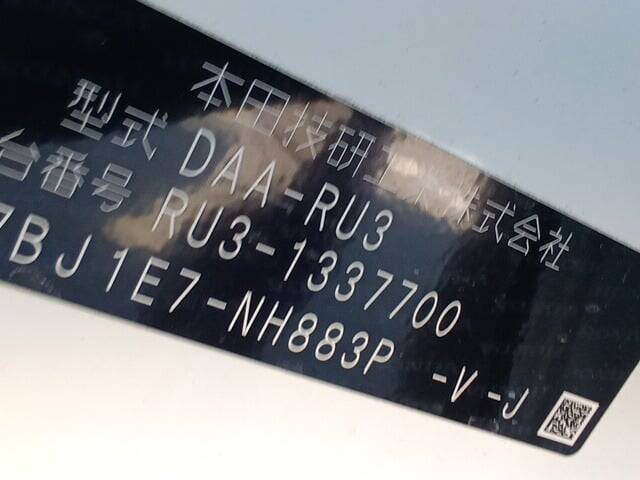 本田技研工業株式会社
型式 DAA-RU3
台番号 RU3-1337700
7BJ1E7-NH883P -V-J